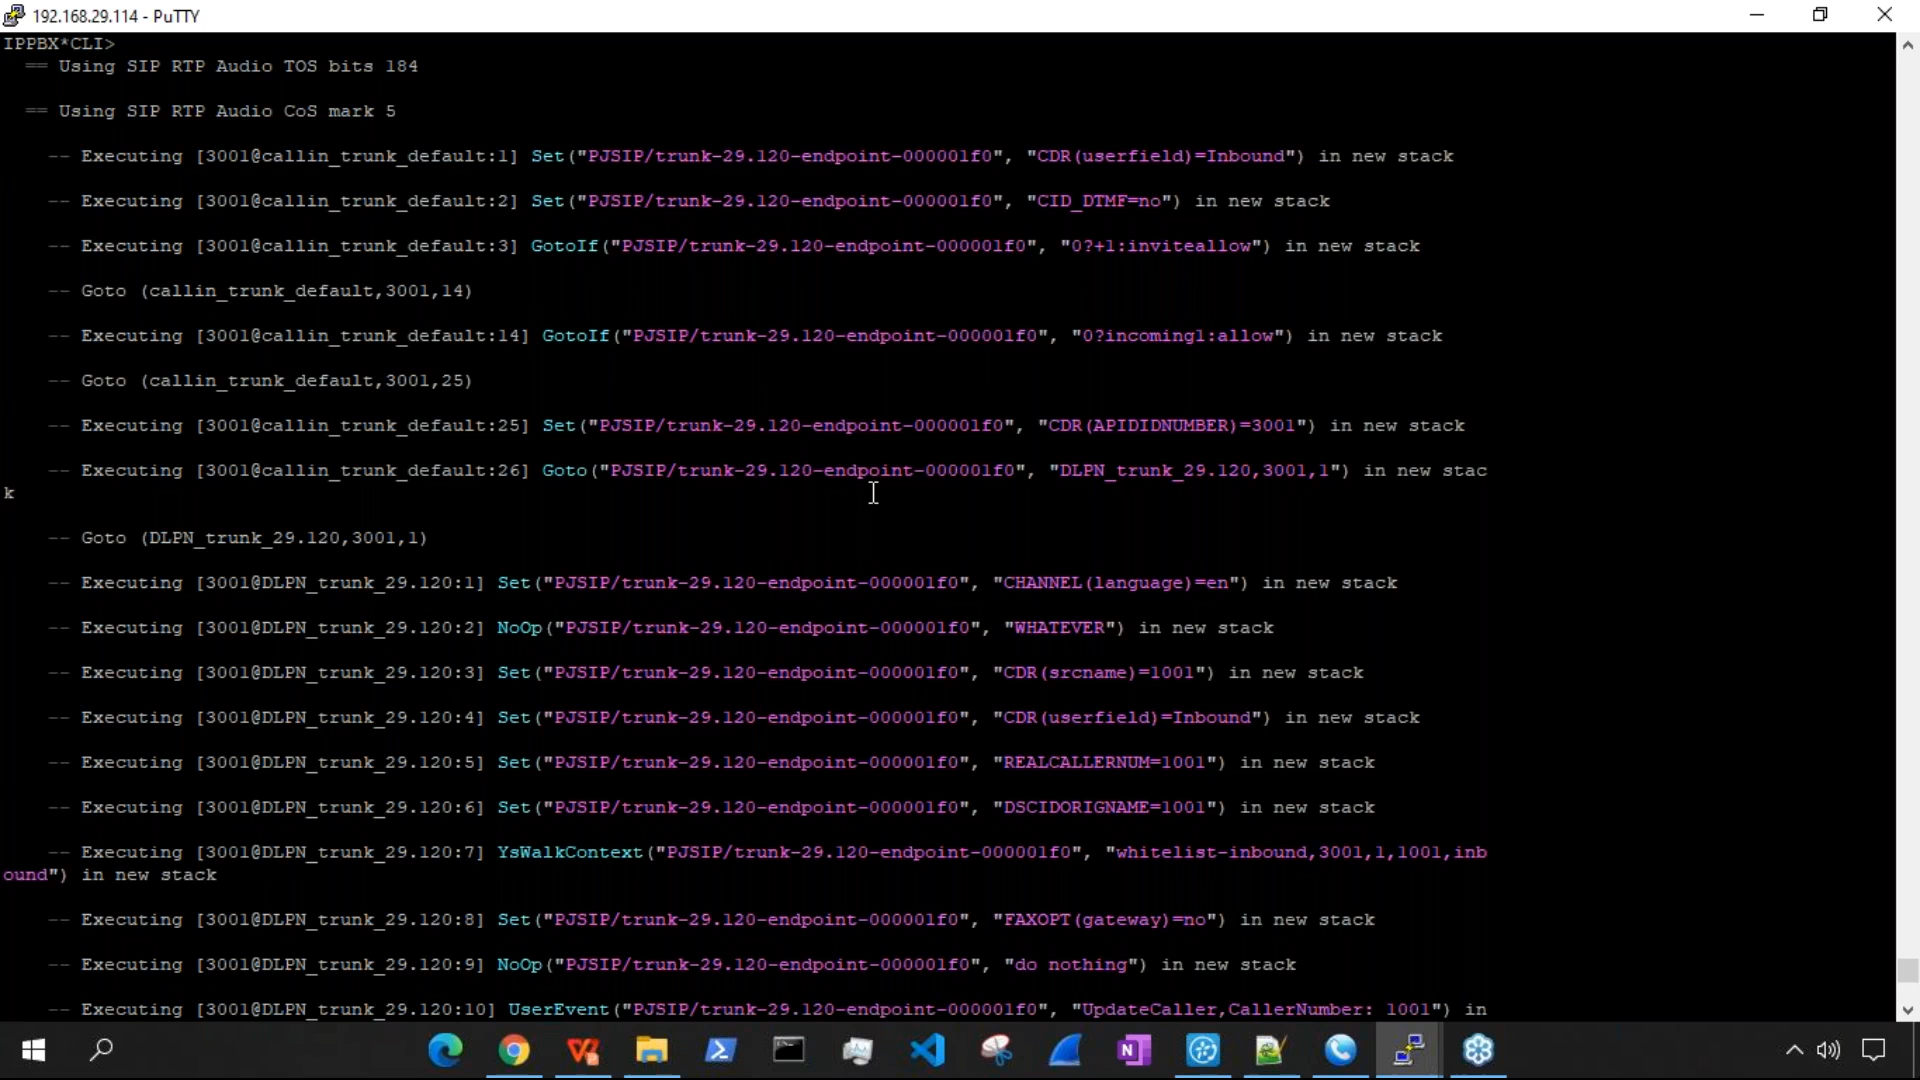 192.168.29.114 - PuTTY
IPPBX*CLI>
== Using SIP RTP Audio TOS bits 184
== Using SIP RTP Audio CoS mark 5
-- Executing [3001@callin_trunk_default:1] Set("PJSIP/trunk-29.120-endpoint-000001f0", "CDR(userfield)=Inbound") in new stack
-- Executing [3001@callin_trunk_default:2] Set("PJSIP/trunk-29.120-endpoint-000001f0", "CID_DTMF=no") in new stack
-- Executing [3001@callin_trunk_default:3] GotoIf("PJSIP/trunk-29.120-endpoint-000001f0", "0?+1:inviteallow") in new stack
-- Goto (callin_trunk_default,3001,14)
-- Executing [3001@callin_trunk_default:14] GotoIf("PJSIP/trunk-29.120-endpoint-000001f0", "0?incoming1:allow") in new stack
-- Goto (callin_trunk_default,3001,25)
-- Executing [3001@callin_trunk_default:25] Set("PJSIP/trunk-29.120-endpoint-000001f0", "CDR(APIDIDNUMBER)=3001") in new stack
-- Executing [3001@callin_trunk_default:26] Goto("PJSIP/trunk-29.120-endpoint-000001f0", "DLPN_trunk_29.120,3001,1") in new stac
k
-- Goto (DLPN_trunk_29.120,3001,1)
-- Executing [3001@DLPN_trunk_29.120:1] Set("PJSIP/trunk-29.120-endpoint-000001f0", "CHANNEL(language)=en") in new stack
-- Executing [3001@DLPN_trunk_29.120:2] NoOp("PJSIP/trunk-29.120-endpoint-000001f0", "WHATEVER") in new stack
-- Executing [3001@DLPN_trunk_29.120:3] Set("PJSIP/trunk-29.120-endpoint-000001f0", "CDR(srcname)=1001") in new stack
-- Executing [3001@DLPN_trunk_29.120:4] Set("PJSIP/trunk-29.120-endpoint-000001f0", "CDR(userfield)=Inbound") in new stack
-- Executing [3001@DLPN_trunk_29.120:5] Set("PJSIP/trunk-29.120-endpoint-000001f0", "REALCALLERNUM=1001") in new stack
-- Executing [3001@DLPN_trunk_29.120:6] Set("PJSIP/trunk-29.120-endpoint-000001f0", "DSCIDORIGNAME=1001") in new stack
-- Executing [3001@DLPN_trunk_29.120:7] YsWalkContext("PJSIP/trunk-29.120-endpoint-000001f0", "whitelist-inbound,3001,1,1001,inb
ound") in new stack
-- Executing [3001@DLPN_trunk_29.120:8] Set("PJSIP/trunk-29.120-endpoint-000001f0", "FAXOPT(gateway)=no") in new stack
-- Executing [3001@DLPN_trunk_29.120:9] NoOp("PJSIP/trunk-29.120-endpoint-000001f0", "do nothing") in new stack
-- Executing [3001@DLPN_trunk_29.120:10] UserEvent("PJSIP/trunk-29.120-endpoint-000001f0", "UpdateCaller,CallerNumber: 1001") in